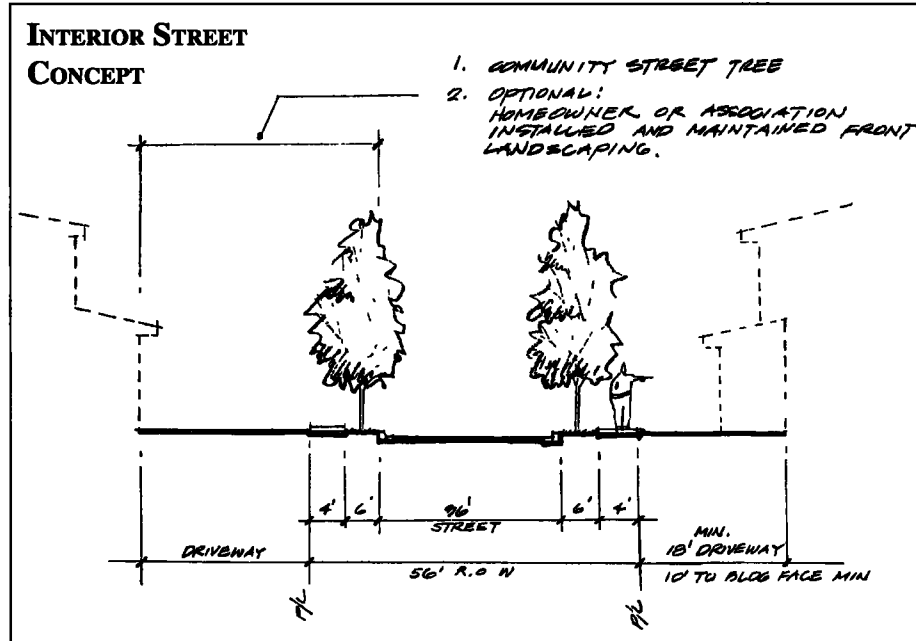 INTERIOR STREET
CONCEPT
1. COMMUNITY STREET TREE
2. OPTIONAL:
HOMEOWNER OR ASSOCIATION
INSTALLED AND MAINTAINED FRONT
LANDSCAPING.
4' 6' 36' 6' 4'
STREET
MIN.
DRIVEWAY 18' DRIVEWAY
56' R.O W 10' TO BLDG FACE MIN
P/L P/L